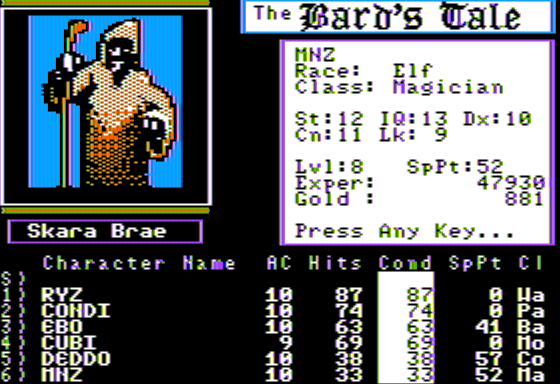 The Bard's Tale
MNZ
Race: Elf
Class: Magician
St:12 IQ:13 Dx:10
Cn:11 Lk: 9
Lvl:8 SpPt:52
Exper: 47930
Gold : 881
Press Any Key...
Skara Brae
Character Name AC Hits Cond SpPt Cl
S)
1) RYZ 10 87 87 0 Wa
2) CONDI 10 74 74 0 Pa
3) EBO 10 63 63 41 Ba
4) CUBI 9 69 69 0 Mo
5) DEDDO 10 38 38 57 Co
6) MNZ 10 33 33 52 Ma